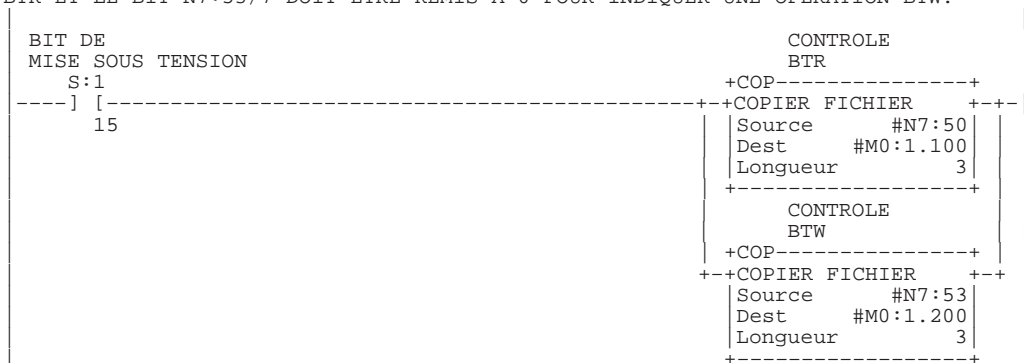 BTR ET LE BIT N7:53/7 DOIT ETRE REMIS A 0 POUR INDIQUER UNE OPERATION BTW.
BIT DE CONTROLE
MISE SOUS TENSION BTR
S:1 +COP---------------+
----] [-----------------------------------------------+-+COPIER FICHIER +-+-
15 | |Source #N7:50| |
| |Dest #M0:1.100| |
| |Longueur 3| |
| +------------------+ |
| CONTROLE |
| BTW |
| +COP---------------+ |
+-+COPIER FICHIER +-+
|Source #N7:53|
|Dest #M0:1.200|
|Longueur 3|
+------------------+